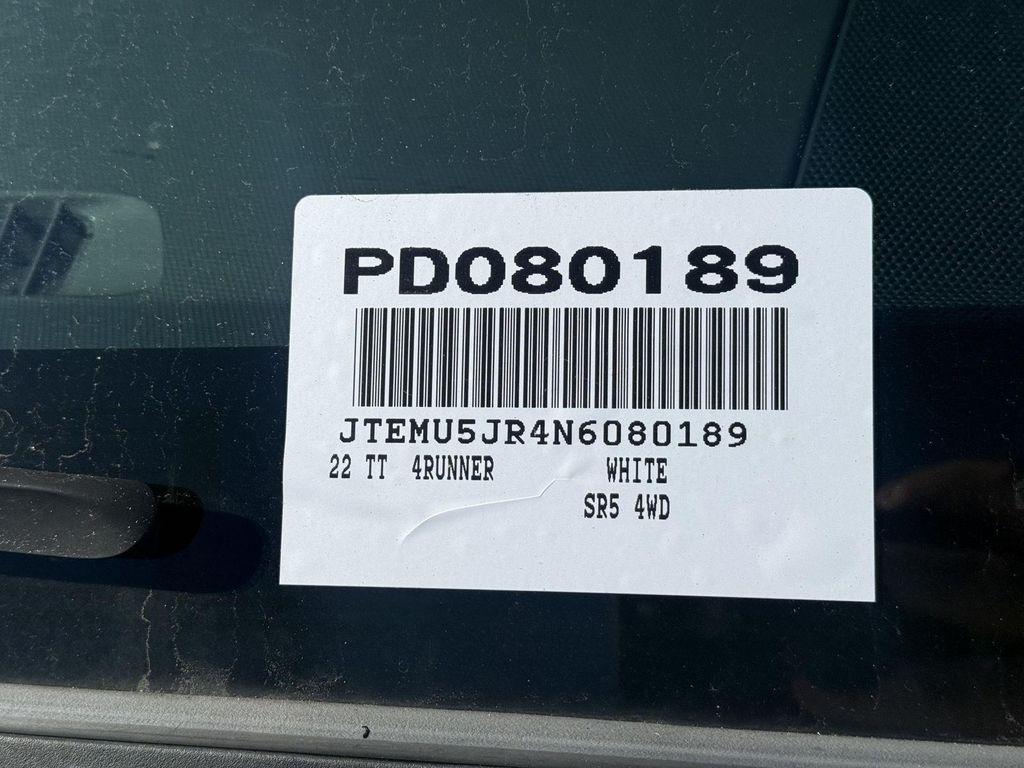 PD080189
JTEMU5JR4N6080189
22 TT 4RUNNER WHITE
SR5 4WD